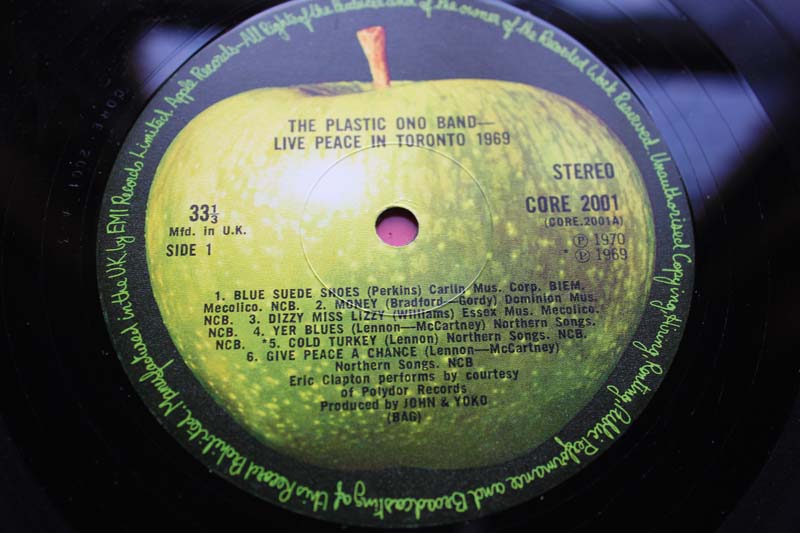 THE PLASTIC ONO BAND—
LIVE PEACE IN TORONTO 1969
STEREO
CORE 2001
(CORE.2001A)
Ⓟ 1970
* Ⓟ 1969
33⅓
Mfd. in U.K.
SIDE 1
1. BLUE SUEDE SHOES (Perkins) Carlin Mus. Corp. BIEM.
Mecolico. NCB. 2. MONEY (Bradford—Gordy) Dominion Mus.
NCB. 3. DIZZY MISS LIZZY (Williams) Essex Mus. Mecolico.
NCB. 4. YER BLUES (Lennon—McCartney) Northern Songs.
NCB. *5. COLD TURKEY (Lennon) Northern Songs. NCB.
6. GIVE PEACE A CHANCE (Lennon—McCartney)
Northern Songs. NCB
Eric Clapton performs by courtesy
of Polydor Records
Produced by JOHN & YOKO
(BAG)
Manufactured in the U.K. by EMI Records Limited Apple Records—All Rights of the Producer and of the owner of the Recorded Work Reserved Unauthorised Copying, Hiring, Renting, Public Performance and Broadcasting of this Record Prohibited.
CORE 2001 A